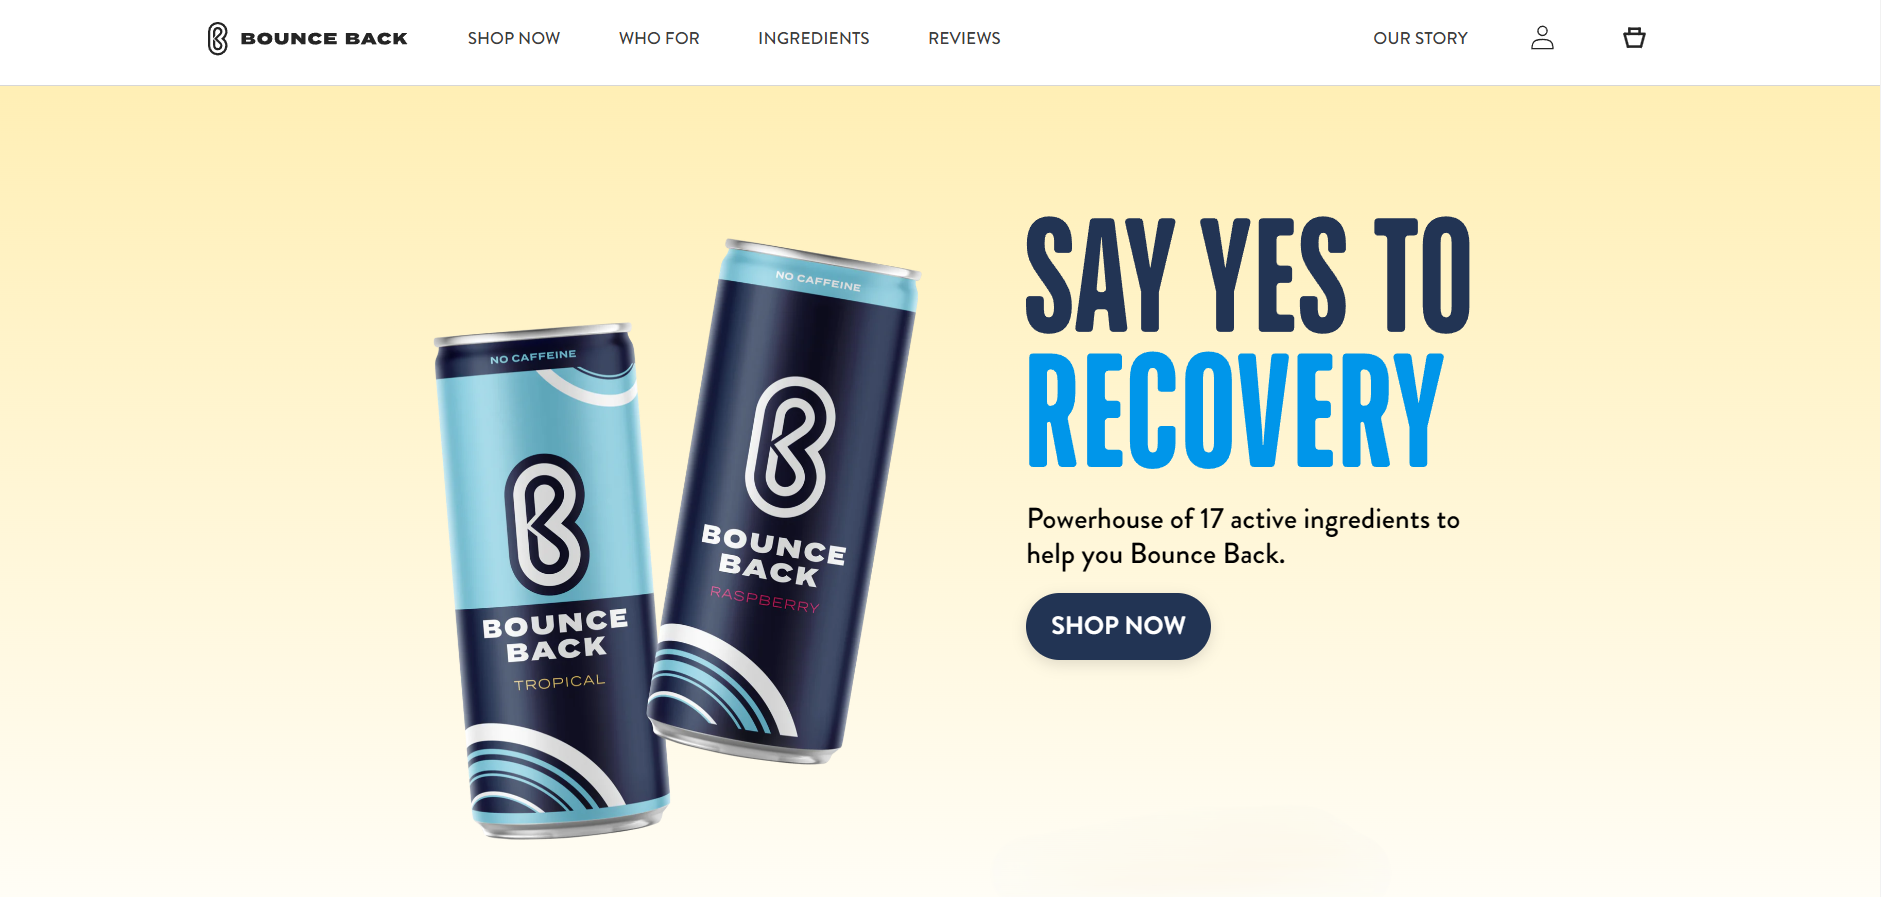 BOUNCE BACK
SHOP NOW
WHO FOR
INGREDIENTS
REVIEWS
OUR STORY
NO CAFFEINE
BOUNCE
BACK
TROPICAL
NO CAFFEINE
BOUNCE
BACK
RASPBERRY
SAY YES TO
RECOVERY
Powerhouse of 17 active ingredients to
help you Bounce Back.
SHOP NOW